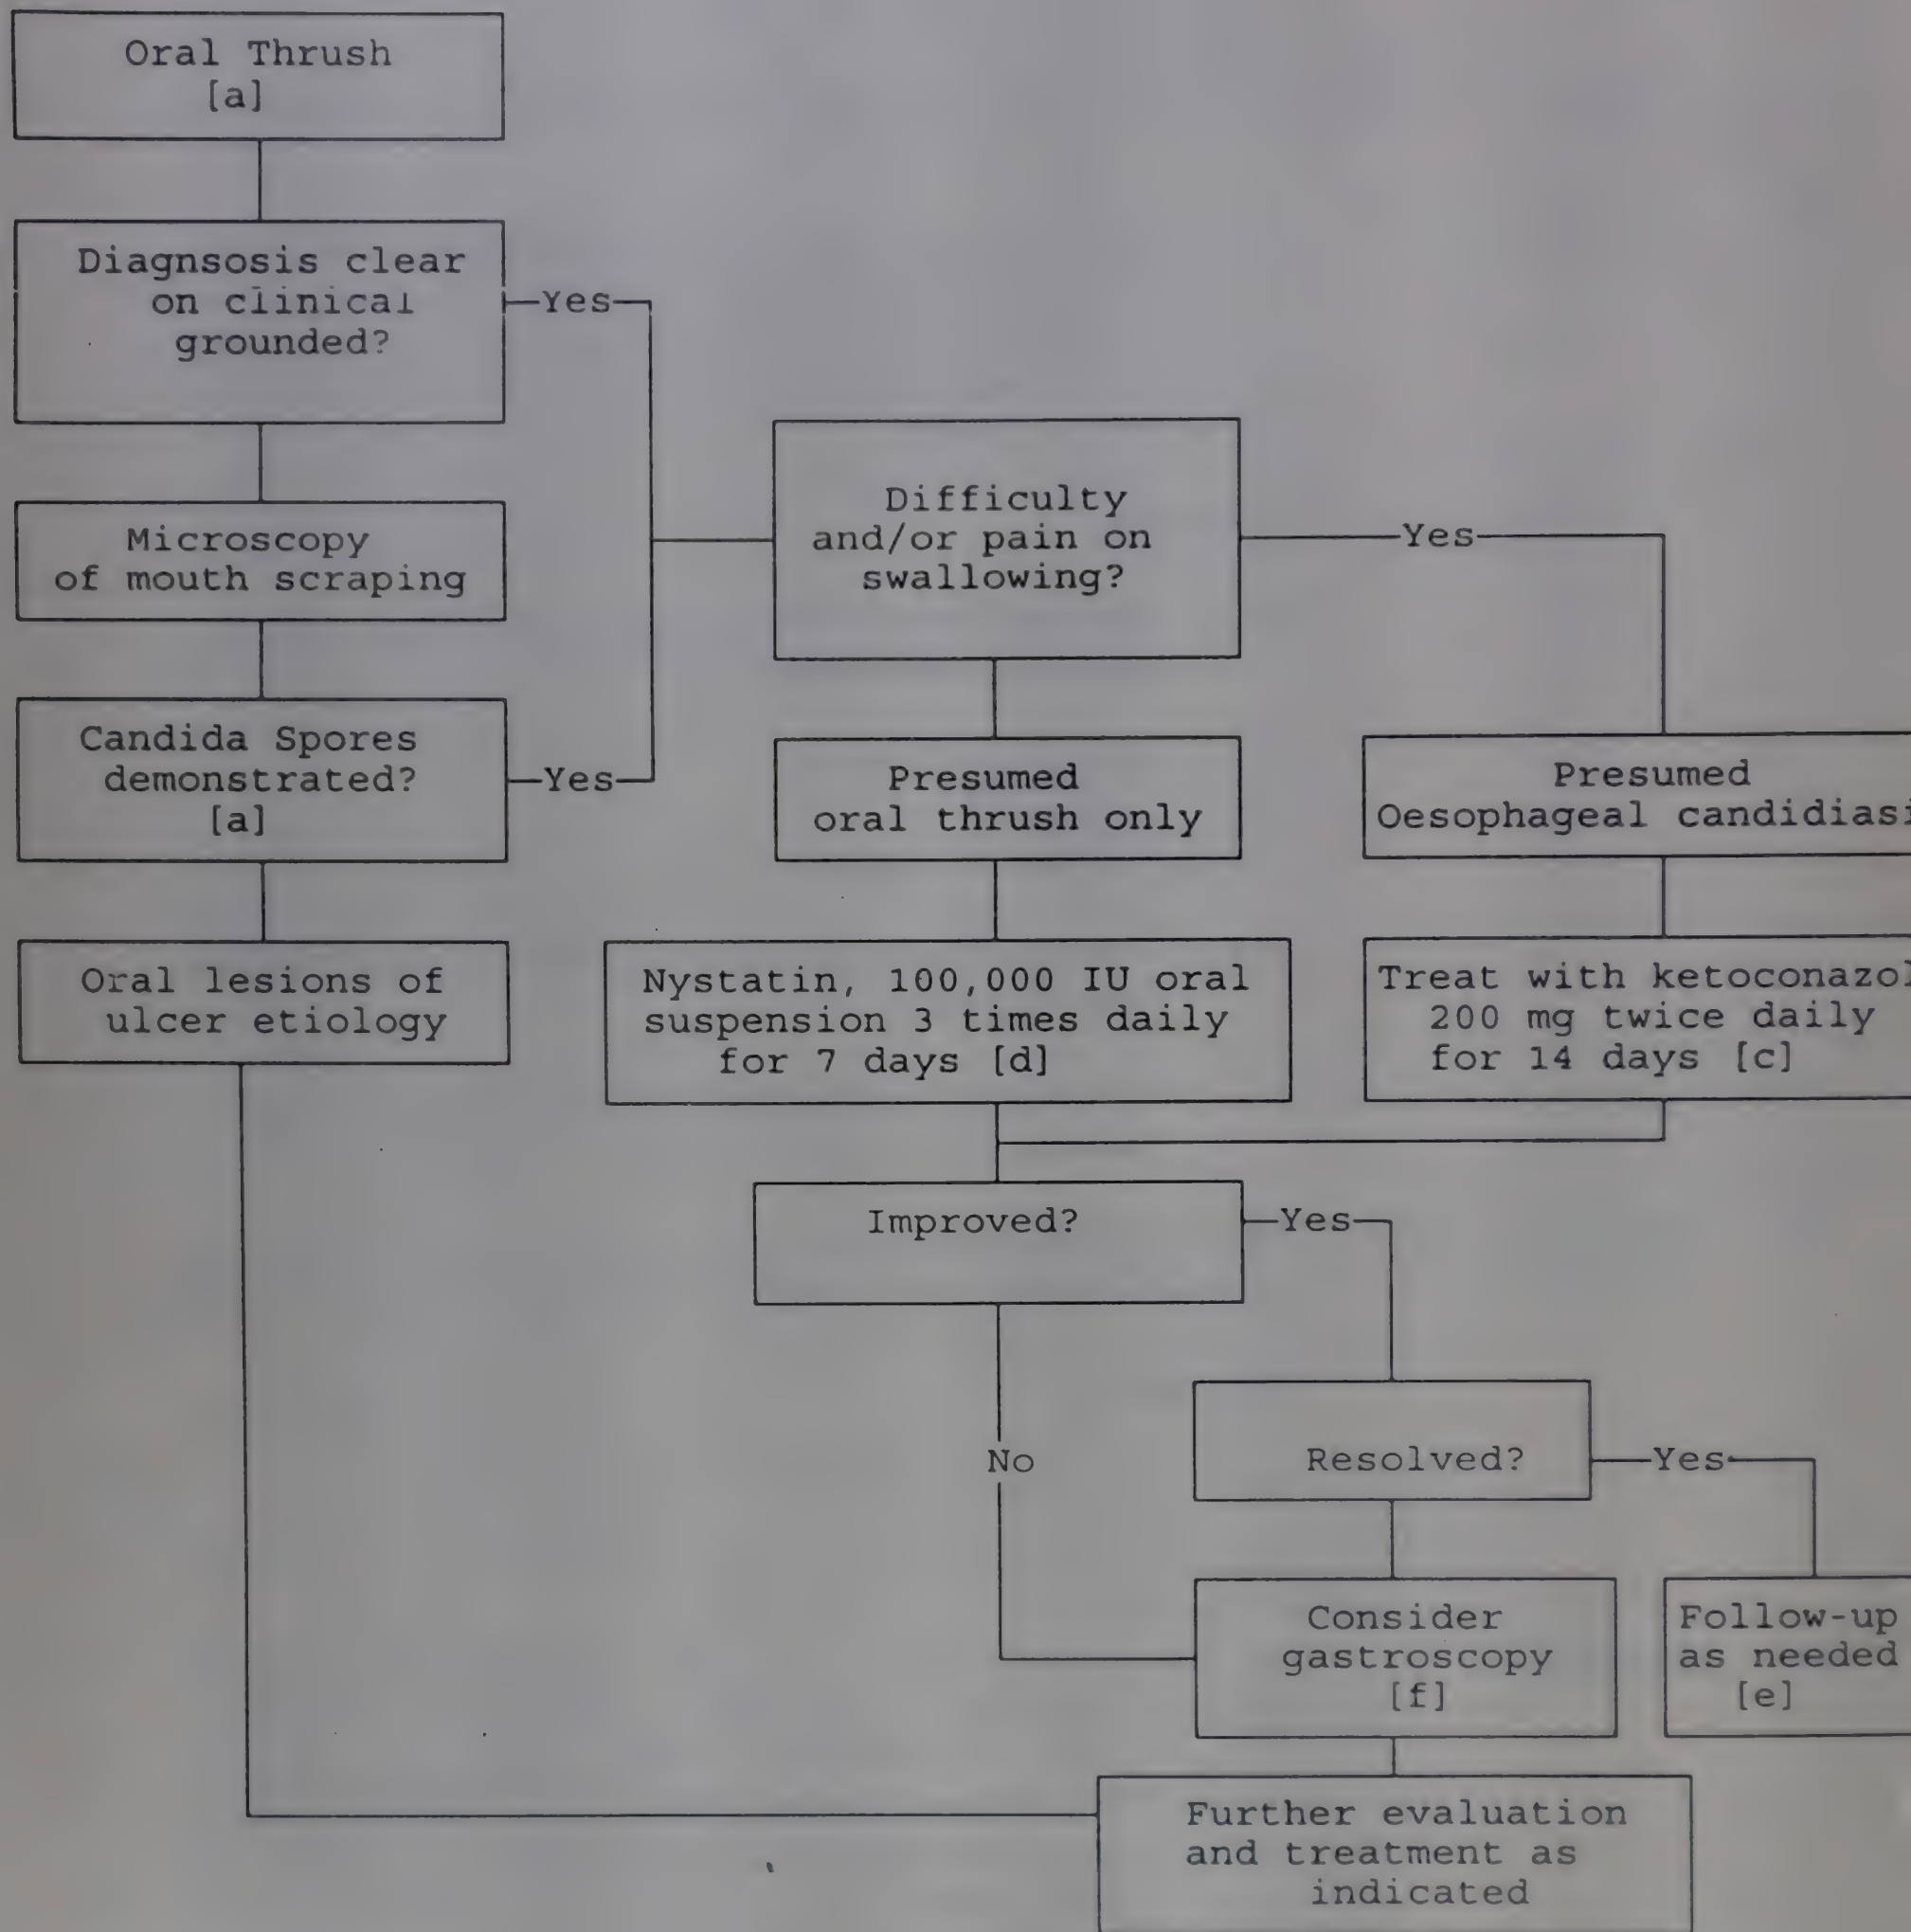 Oral Thrush
[a]
Diagnsosis clear
on clinical
grounded?
Yes
Microscopy
of mouth scraping
Candida Spores
demonstrated?
[a]
Yes
Oral lesions of
ulcer etiology
Difficulty
and/or pain on
swallowing?
Yes
Presumed
oral thrush only
Presumed
Oesophageal candidiasi
Nystatin, 100,000 IU oral
suspension 3 times daily
for 7 days [d]
Treat with ketoconazol
200 mg twice daily
for 14 days [c]
Improved?
Yes
No
Resolved?
Yes
Consider
gastroscopy
[f]
Follow-up
as needed
[e]
Further evaluation
and treatment as
indicated